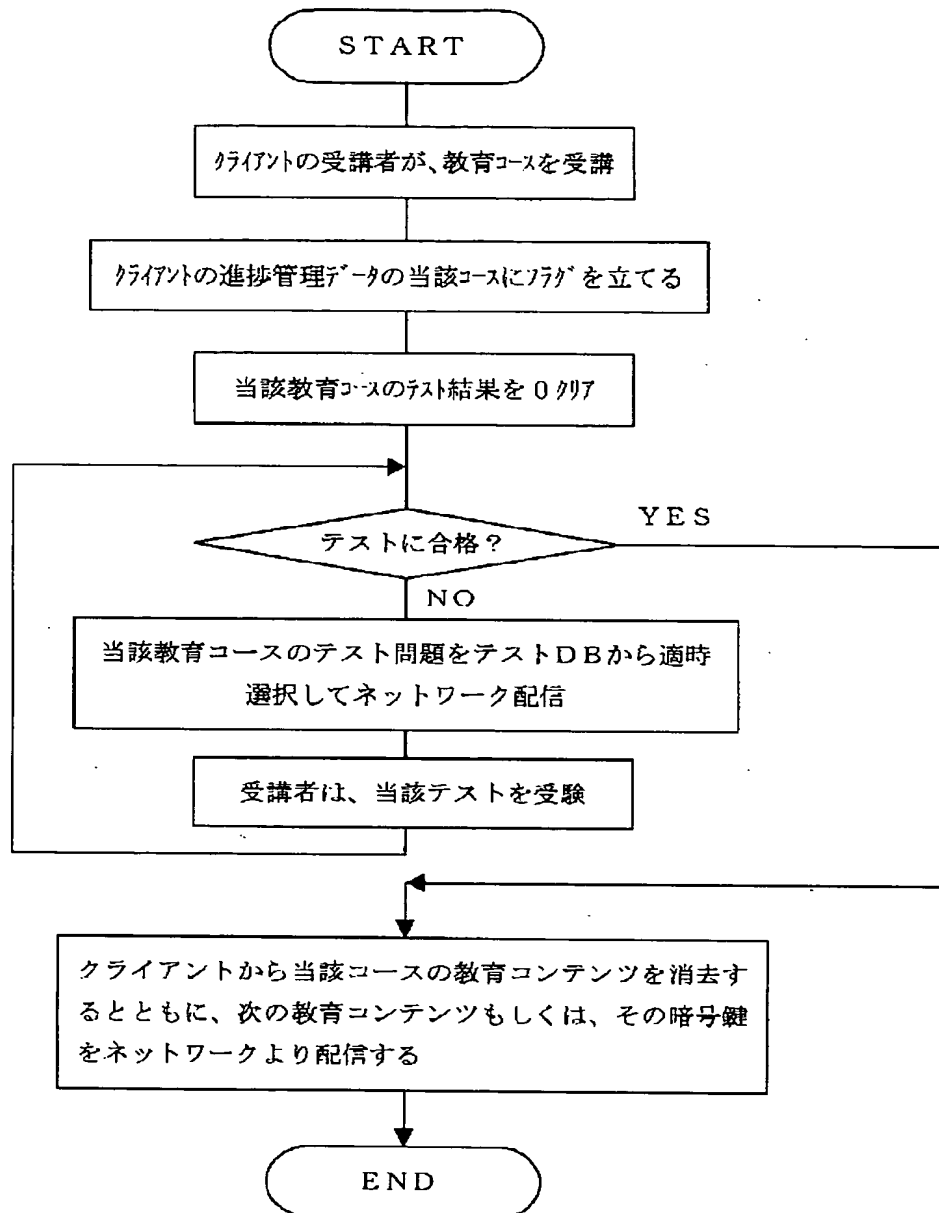 START
クライアントの受講者が、教育コースを受講
クライアントの進捗管理データの当該コースにフラグを立てる
当該教育コースのテスト結果を0クリア
テストに合格?
YES
NO
当該教育コースのテスト問題をテストDBから適時
選択してネットワーク配信
受講者は、当該テストを受験
クライアントから当該コースの教育コンテンツを消去す
るとともに、次の教育コンテンツもしくは、その暗号鍵
をネットワークより配信する
END